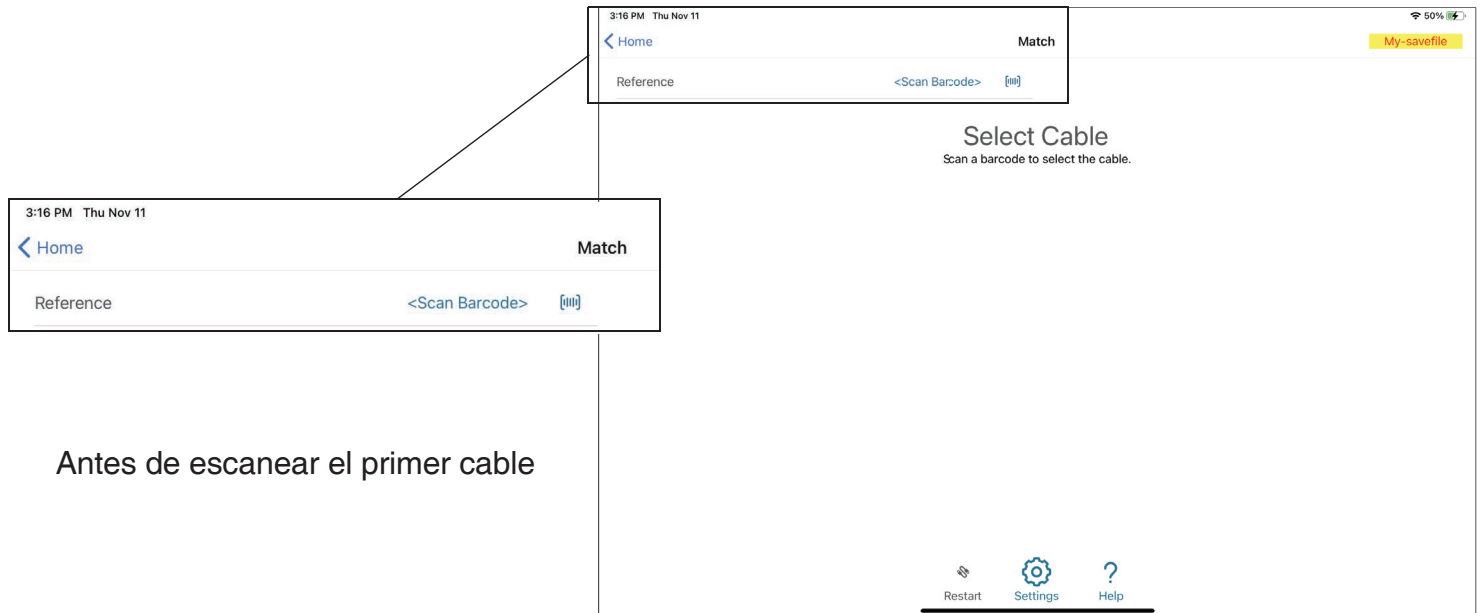 3:16 PM Thu Nov 11
50%
Home
Match
My-savefile
Reference
<Scan Barcode>
Select Cable
Scan a barcode to select the cable.
3:16 PM Thu Nov 11
Home
Match
Reference
<Scan Barcode>
Antes de escanear el primer cable
Restart
Settings
Help